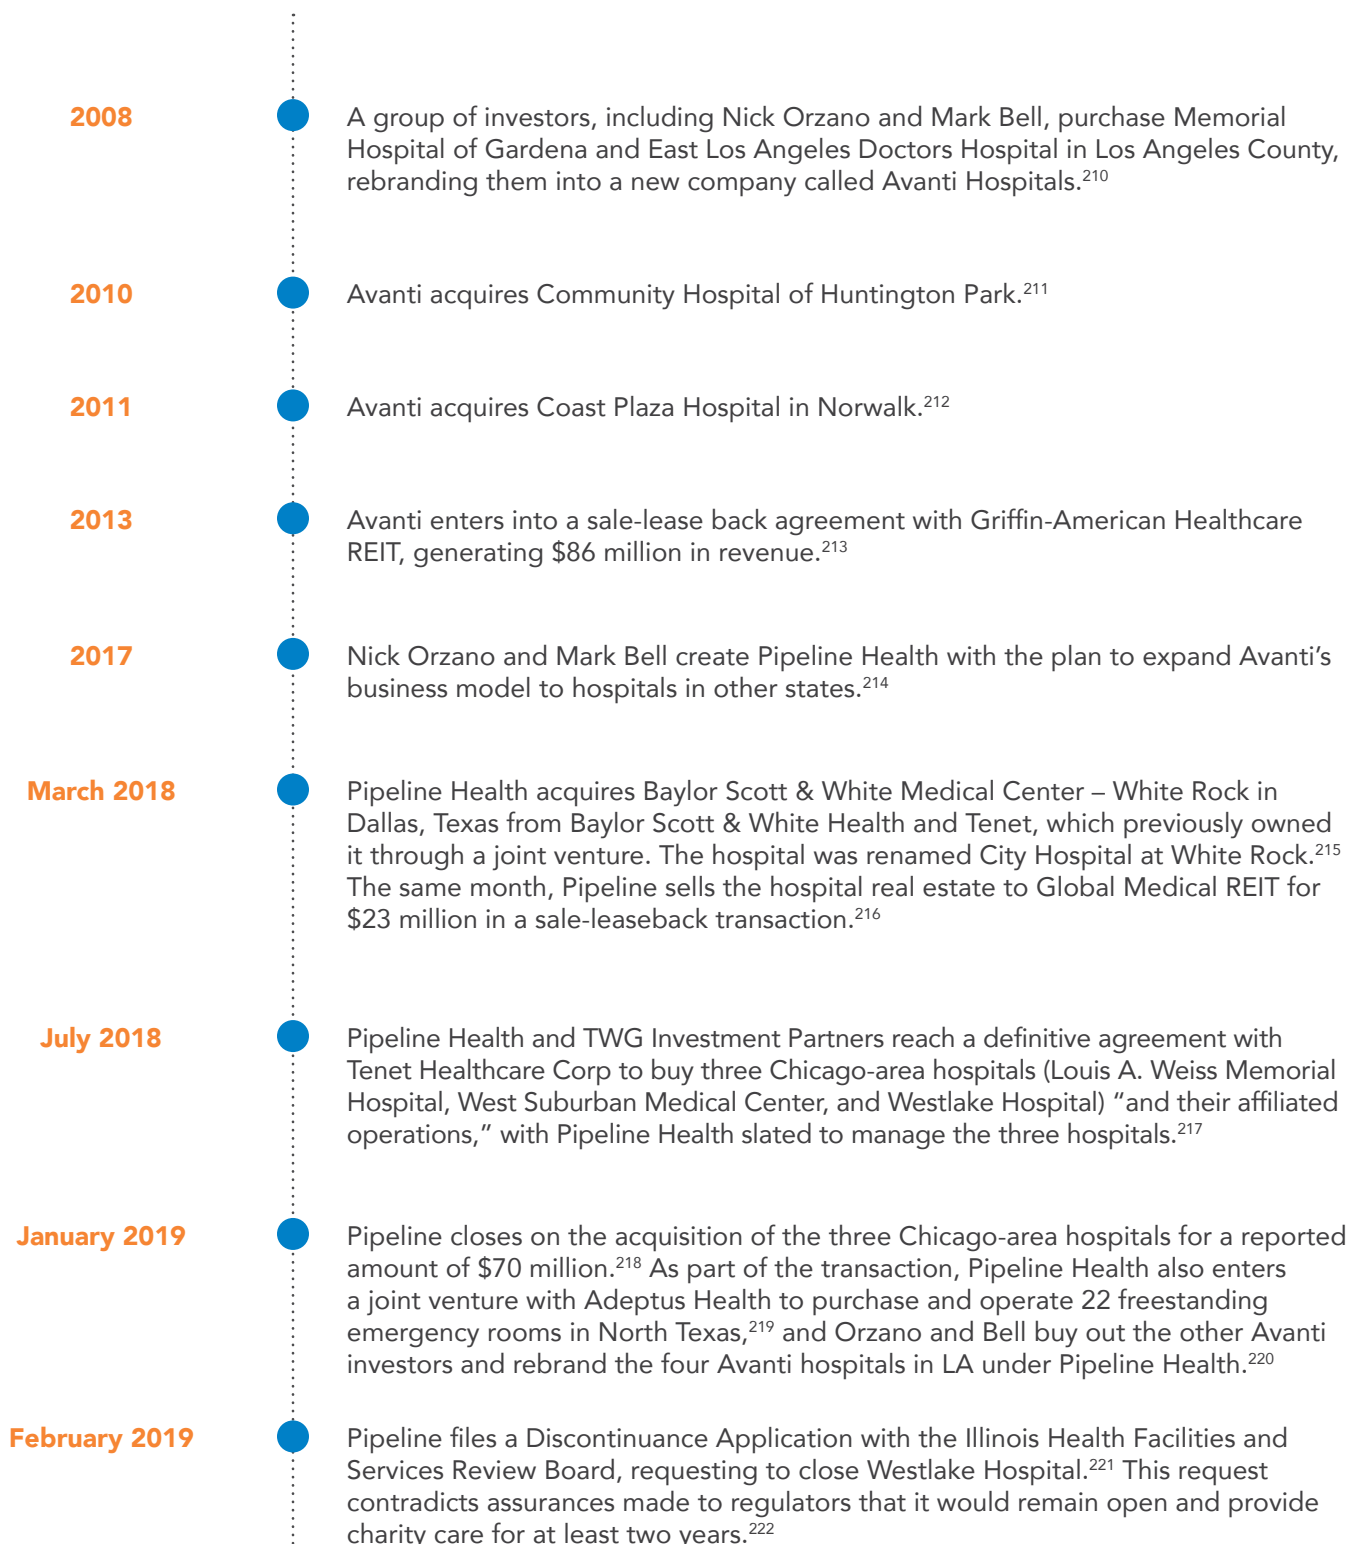 2008
A group of investors, including Nick Orzano and Mark Bell, purchase Memorial
Hospital of Gardena and East Los Angeles Doctors Hospital in Los Angeles County,
rebranding them into a new company called Avanti Hospitals.210
2010
Avanti acquires Community Hospital of Huntington Park.211
2011
Avanti acquires Coast Plaza Hospital in Norwalk.212
2013
Avanti enters into a sale-lease back agreement with Griffin-American Healthcare
REIT, generating $86 million in revenue.213
2017
Nick Orzano and Mark Bell create Pipeline Health with the plan to expand Avanti’s
business model to hospitals in other states.214
March 2018
Pipeline Health acquires Baylor Scott & White Medical Center – White Rock in
Dallas, Texas from Baylor Scott & White Health and Tenet, which previously owned
it through a joint venture. The hospital was renamed City Hospital at White Rock.215
The same month, Pipeline sells the hospital real estate to Global Medical REIT for
$23 million in a sale-leaseback transaction.216
July 2018
Pipeline Health and TWG Investment Partners reach a definitive agreement with
Tenet Healthcare Corp to buy three Chicago-area hospitals (Louis A. Weiss Memorial
Hospital, West Suburban Medical Center, and Westlake Hospital) “and their affiliated
operations,” with Pipeline Health slated to manage the three hospitals.217
January 2019
Pipeline closes on the acquisition of the three Chicago-area hospitals for a reported
amount of $70 million.218 As part of the transaction, Pipeline Health also enters
a joint venture with Adeptus Health to purchase and operate 22 freestanding
emergency rooms in North Texas,219 and Orzano and Bell buy out the other Avanti
investors and rebrand the four Avanti hospitals in LA under Pipeline Health.220
February 2019
Pipeline files a Discontinuance Application with the Illinois Health Facilities and
Services Review Board, requesting to close Westlake Hospital.221 This request
contradicts assurances made to regulators that it would remain open and provide
charity care for at least two years.222